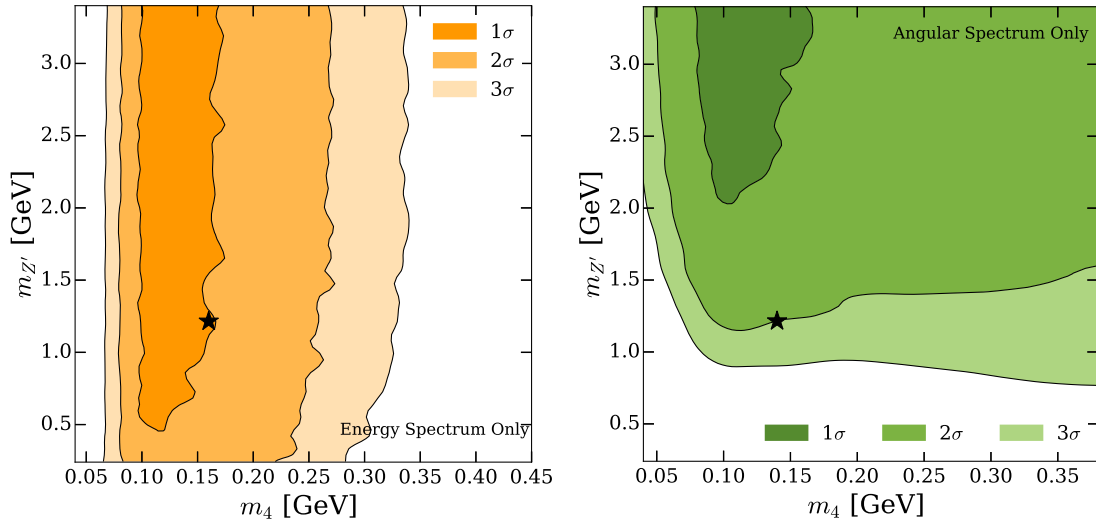 1σ
2σ
3σ
3.0
2.5
2.0
1.5
1.0
0.5
m_Z′ [GeV]
Energy Spectrum Only
0.05 0.10 0.15 0.20 0.25 0.30 0.35 0.40 0.45
m_4 [GeV]
Angular Spectrum Only
3.0
2.5
2.0
1.5
1.0
0.5
m_Z′ [GeV]
1σ 2σ 3σ
0.05 0.10 0.15 0.20 0.25 0.30 0.35
m_4 [GeV]